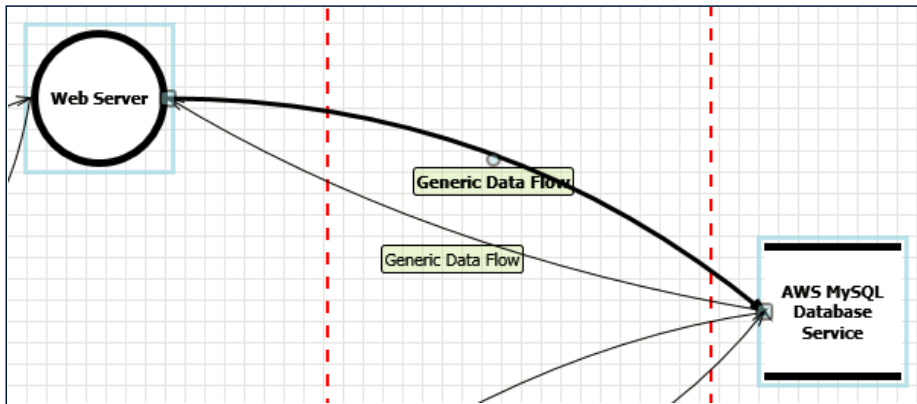 Web Server
Generic Data Flow
Generic Data Flow
AWS MySQL
Database
Service